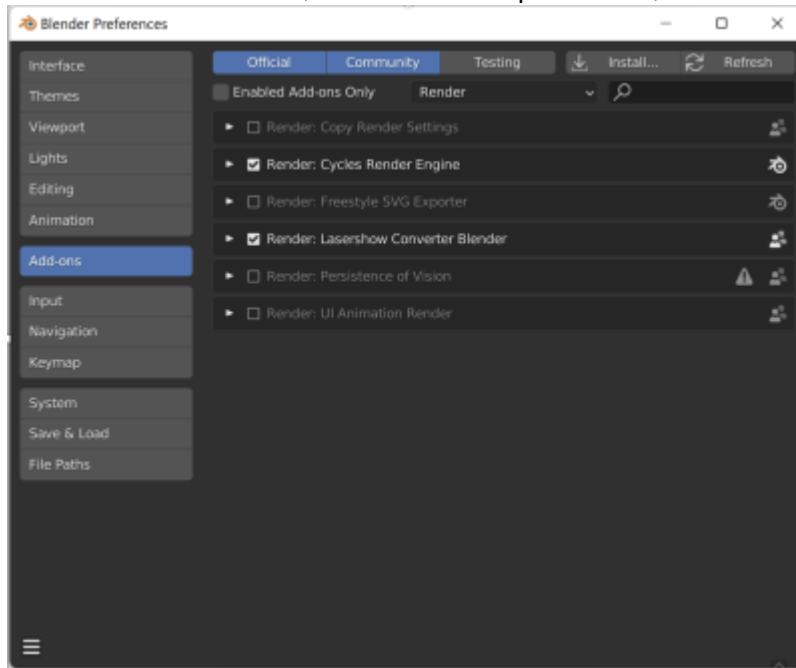 Blender Preferences
Interface
Themes
Viewport
Lights
Editing
Animation
Add-ons
Input
Navigation
Keymap
System
Save & Load
File Paths
Official Community Testing Install... Refresh
Enabled Add-ons Only Render
Render: Copy Render Settings
Render: Cycles Render Engine
Render: Freestyle SVG Exporter
Render: Lasershow Converter Blender
Render: Persistence of Vision
Render: UI Animation Render